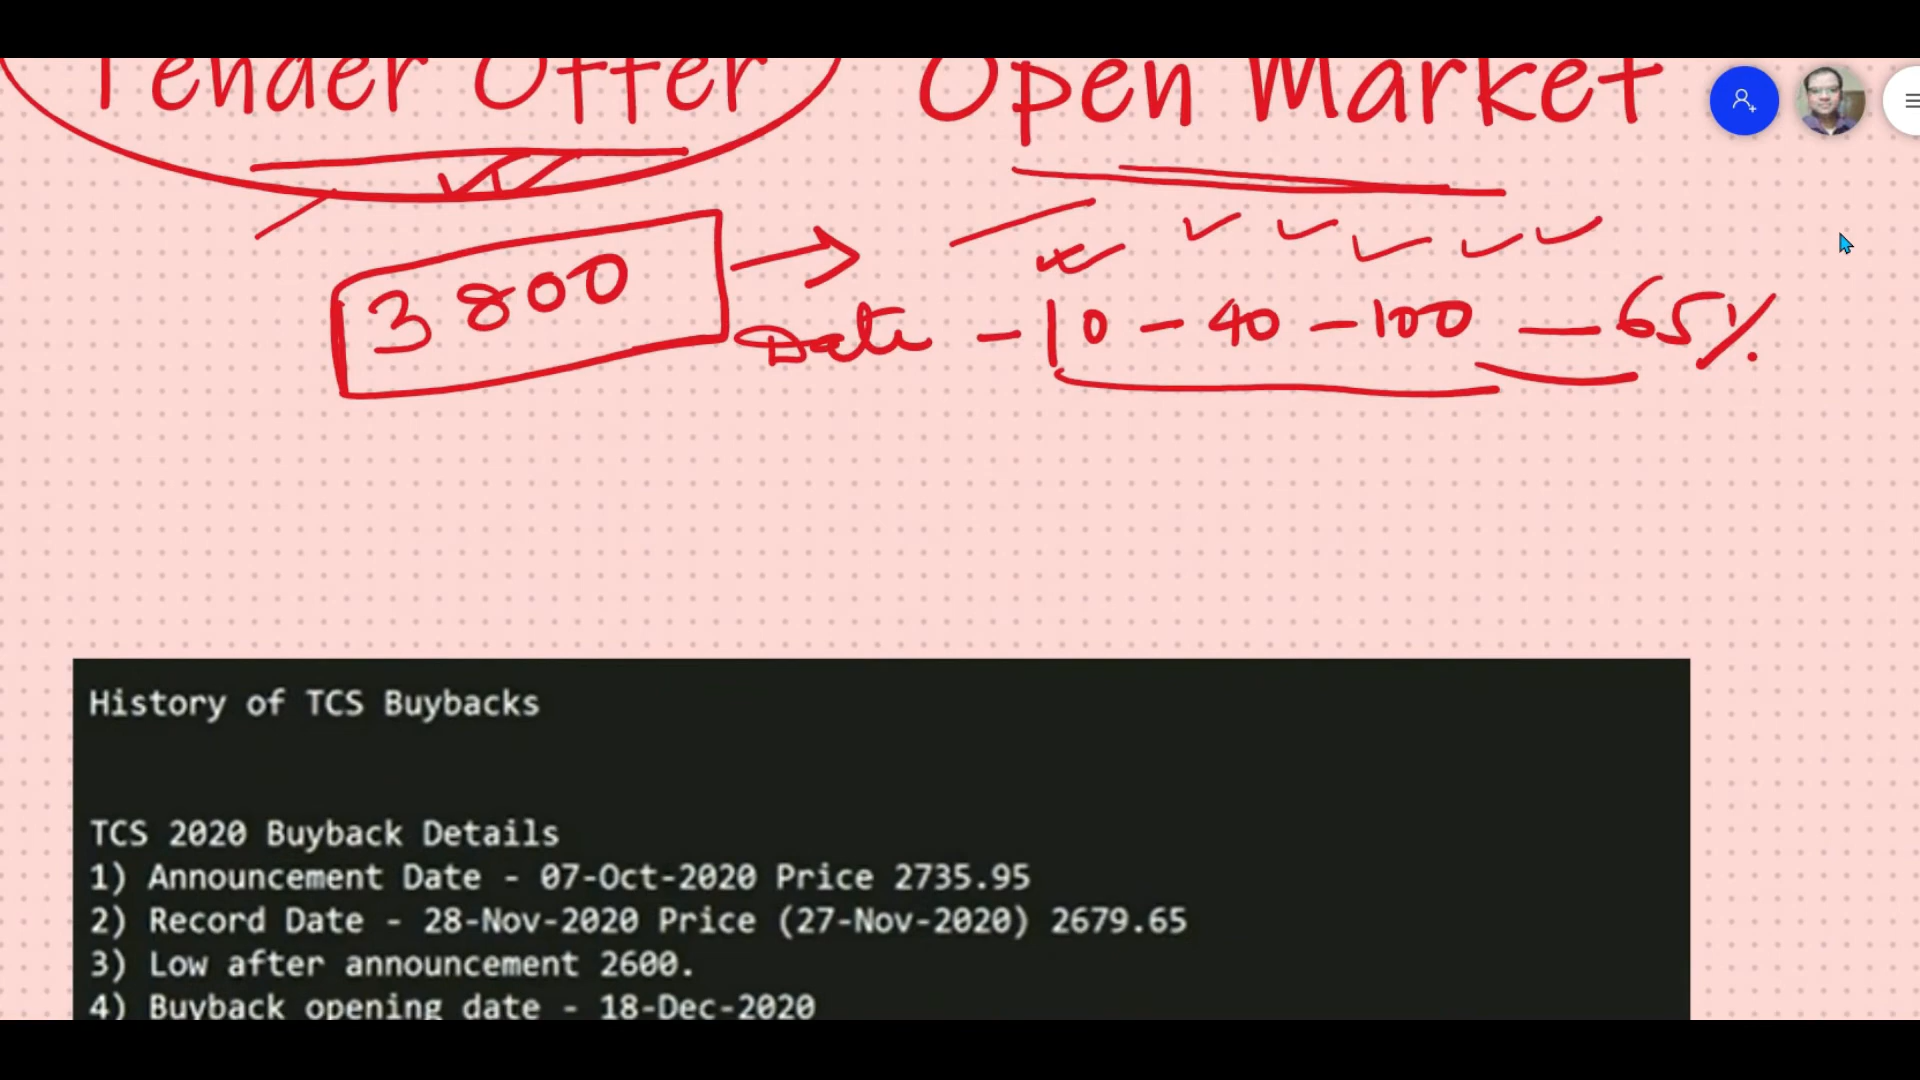 Tender Offer Open Market
3800
Date - 10 - 40 - 100 - 65%
History of TCS Buybacks
TCS 2020 Buyback Details
1) Announcement Date - 07-Oct-2020 Price 2735.95
2) Record Date - 28-Nov-2020 Price (27-Nov-2020) 2679.65
3) Low after announcement 2600.
4) Buyback opening date - 18-Dec-2020